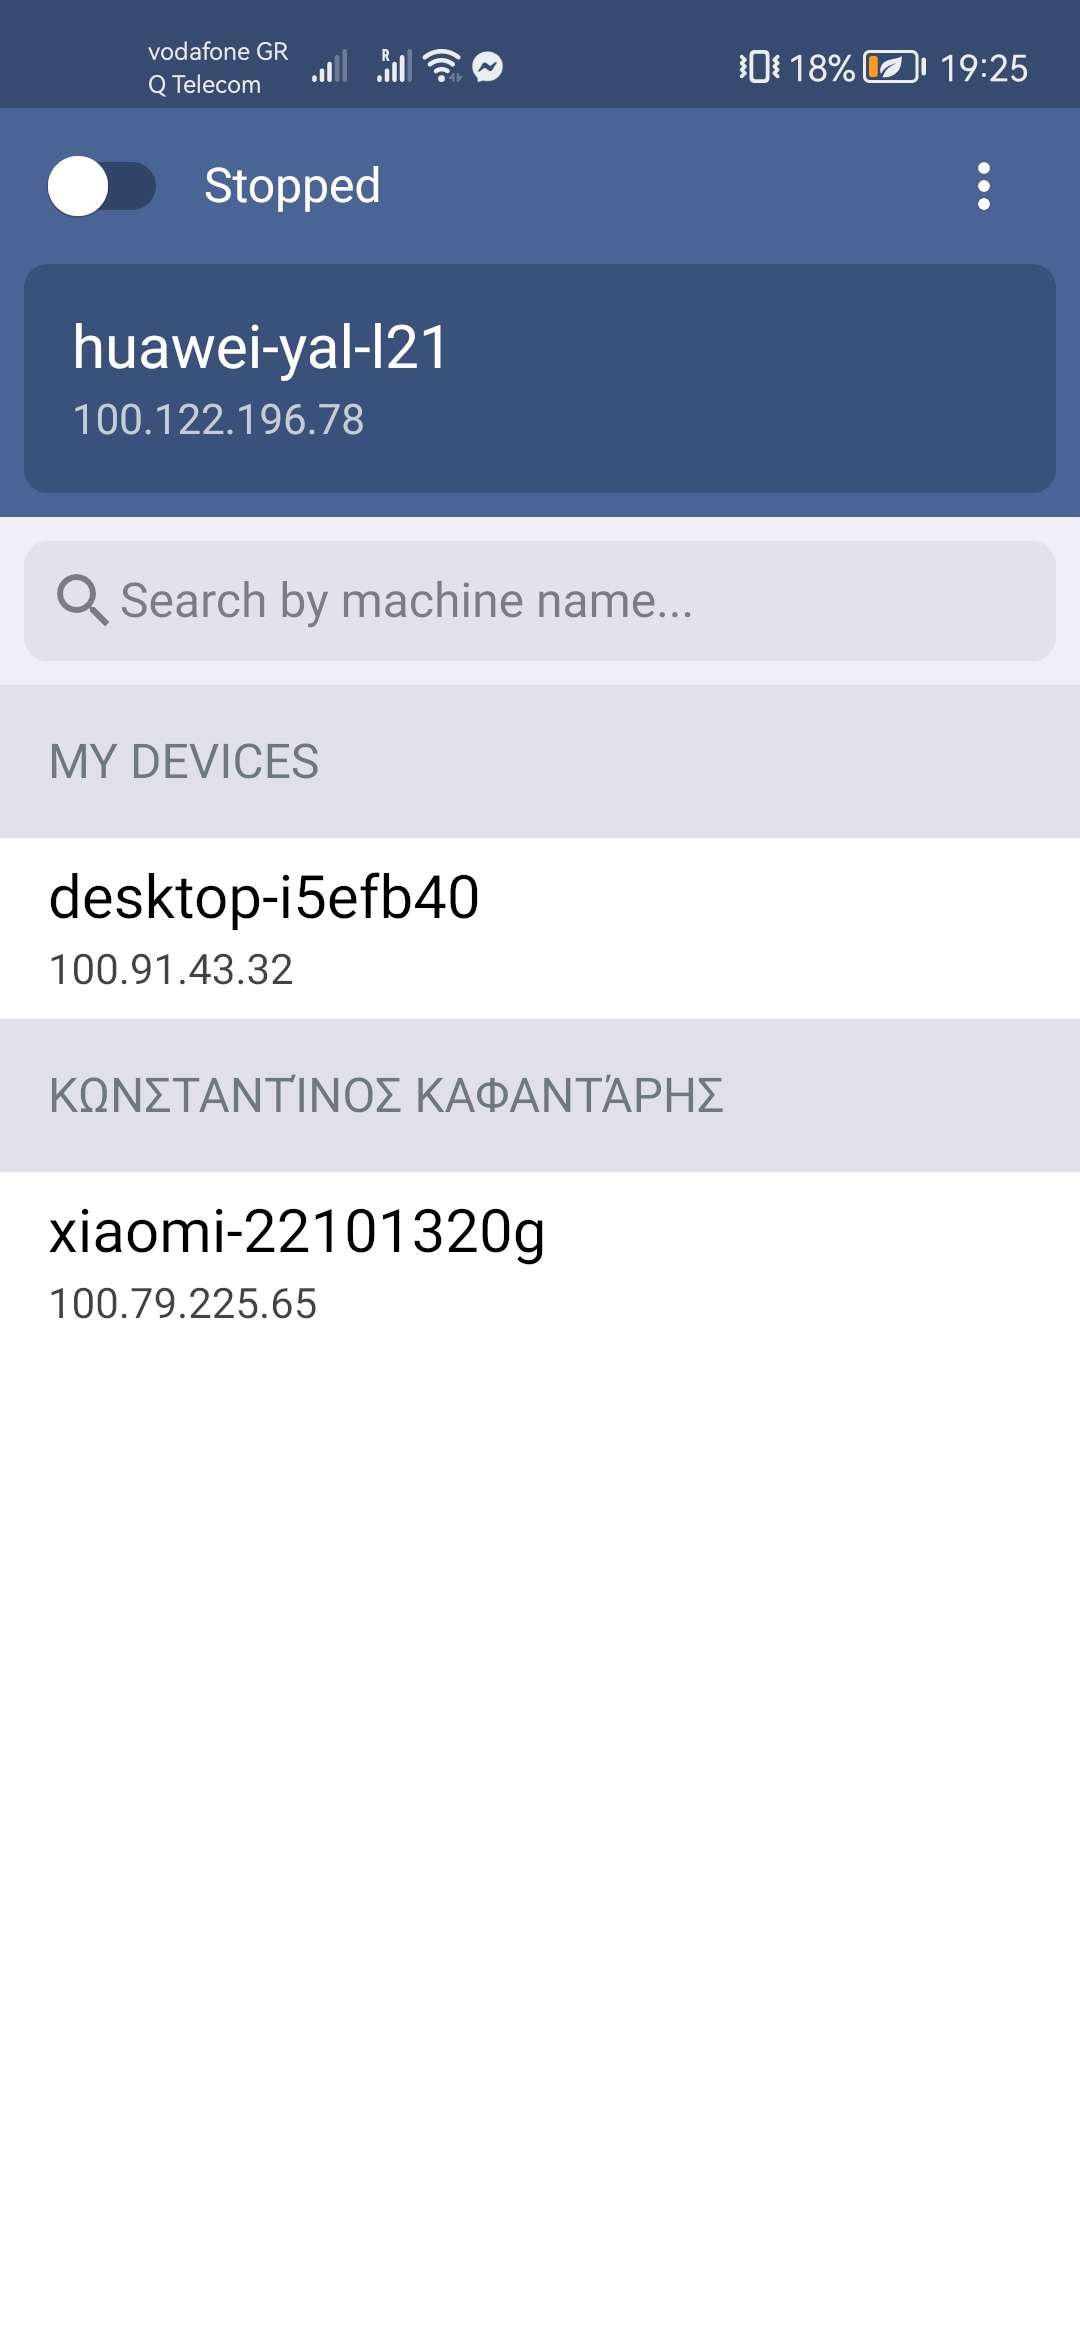 vodafone GR
Q Telecom
R
18%
19:25
Stopped
huawei-yal-l21
100.122.196.78
Search by machine name...
MY DEVICES
desktop-i5efb40
100.91.43.32
ΚΩΝΣΤΑΝΤΊΝΟΣ ΚΑΦΑΝΤΆΡΗΣ
xiaomi-22101320g
100.79.225.65